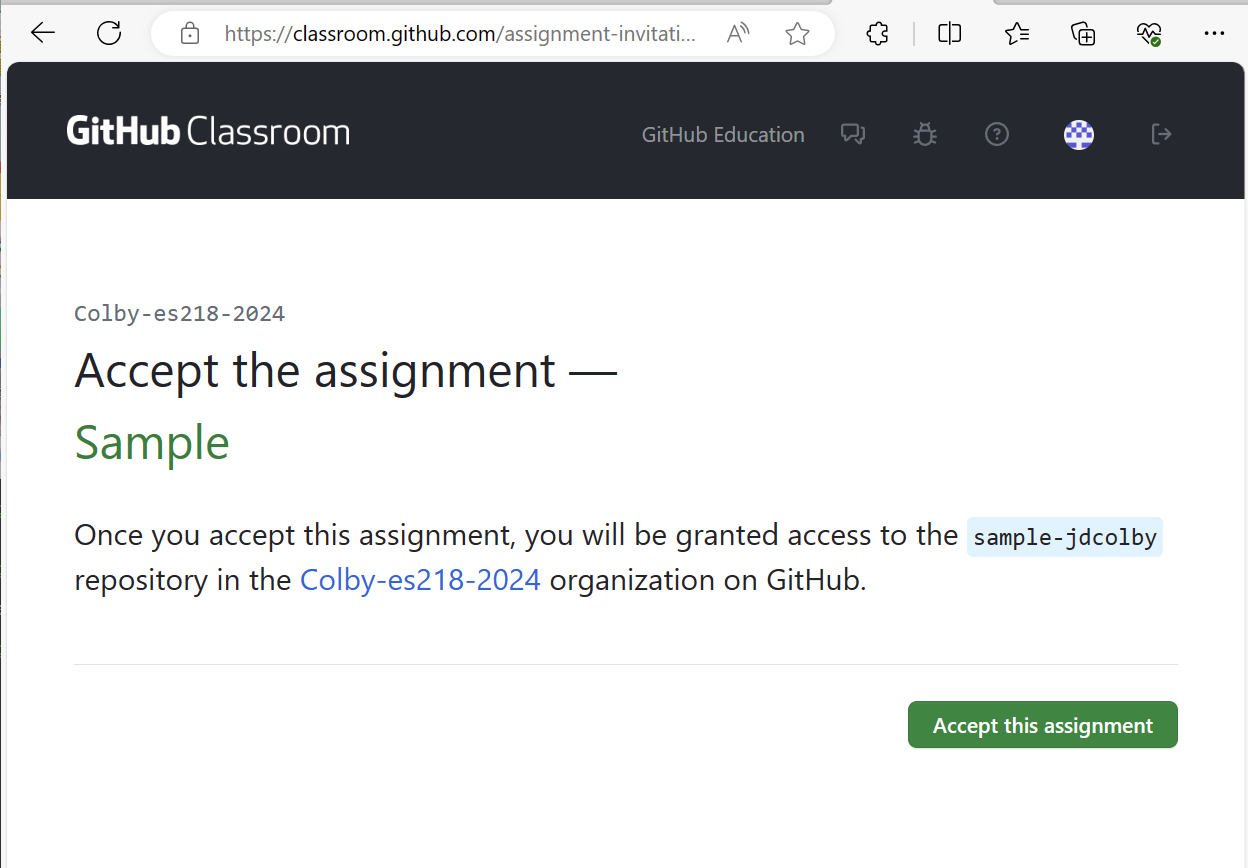 https://classroom.github.com/assignment-invitati...
GitHub Classroom
GitHub Education
Colby-es218-2024
Accept the assignment —
Sample
Once you accept this assignment, you will be granted access to the sample-jdcolby
repository in the Colby-es218-2024 organization on GitHub.
Accept this assignment